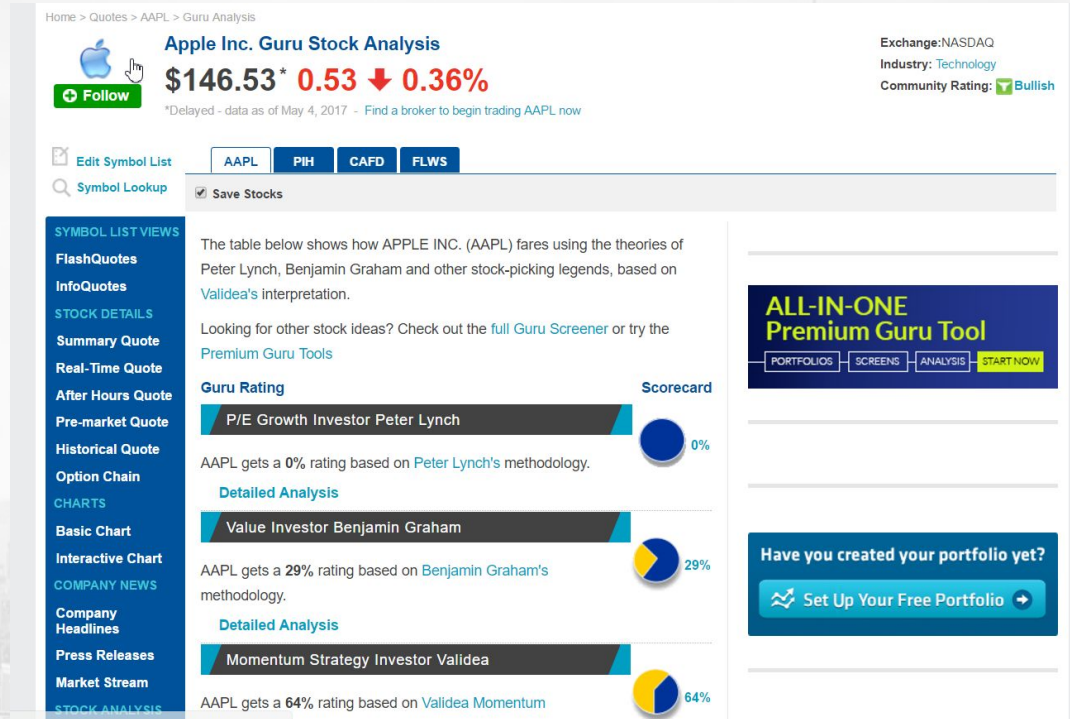 Home > Quotes > AAPL > Guru Analysis
Apple Inc. Guru Stock Analysis
$146.53* 0.53 0.36%
Follow
*Delayed - data as of May 4, 2017 - Find a broker to begin trading AAPL now
Exchange:NASDAQ
Industry: Technology
Community Rating: Bullish
Edit Symbol List
Symbol Lookup
AAPL PIH CAFD FLWS
Save Stocks
SYMBOL LIST VIEWS
FlashQuotes
InfoQuotes
STOCK DETAILS
Summary Quote
Real-Time Quote
After Hours Quote
Pre-market Quote
Historical Quote
Option Chain
CHARTS
Basic Chart
Interactive Chart
COMPANY NEWS
Company
Headlines
Press Releases
Market Stream
STOCK ANALYSIS
The table below shows how APPLE INC. (AAPL) fares using the theories of
Peter Lynch, Benjamin Graham and other stock-picking legends, based on
Validea's interpretation.
Looking for other stock ideas? Check out the full Guru Screener or try the
Premium Guru Tools
Guru Rating Scorecard
P/E Growth Investor Peter Lynch
0%
AAPL gets a 0% rating based on Peter Lynch's methodology.
Detailed Analysis
Value Investor Benjamin Graham
29%
AAPL gets a 29% rating based on Benjamin Graham's
methodology.
Detailed Analysis
Momentum Strategy Investor Validea
64%
AAPL gets a 64% rating based on Validea Momentum
ALL-IN-ONE
Premium Guru Tool
PORTFOLIOS SCREENS ANALYSIS START NOW
Have you created your portfolio yet?
Set Up Your Free Portfolio